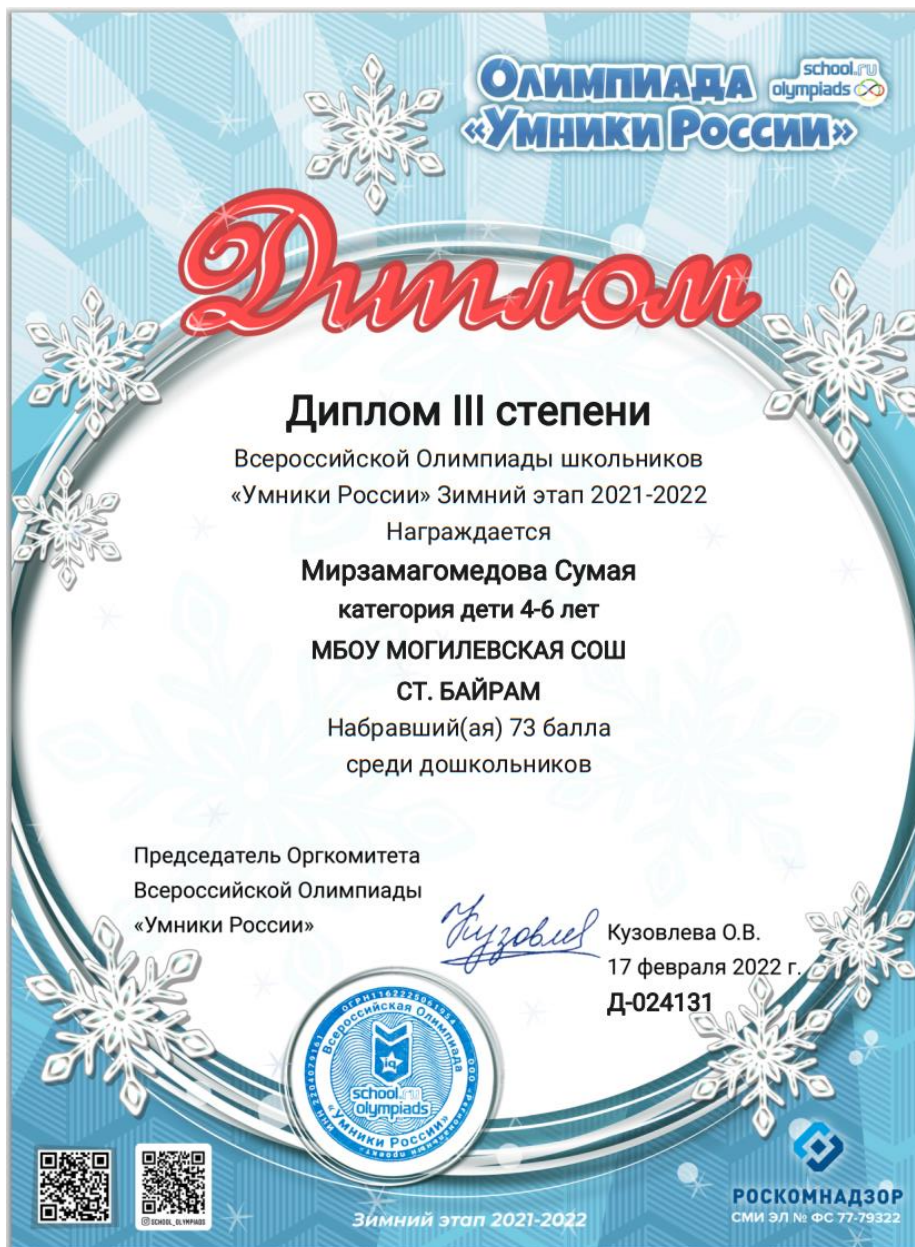 ОЛИМПИАДА
«УМНИКИ РОССИИ»
school.ru
olympiads
Диплом
Диплом III степени
Всероссийской Олимпиады школьников
«Умники России» Зимний этап 2021-2022
Награждается
Мирзамагомедова Сумая
категория дети 4-6 лет
МБОУ МОГИЛЕВСКАЯ СОШ
СТ. БАЙРАМ
Набравший(ая) 73 балла
среди дошкольников
Председатель Оргкомитета
Всероссийской Олимпиады
«Умники России»
Кузовлева О.В.
17 февраля 2022 г.
Д-024131
Всероссийская Олимпиада
«Умники России»
iq
school.ru
olympiads
@SCHOOL_OLYMPIADS
Зимний этап 2021-2022
РОСКОМНАДЗОР
СМИ ЭЛ № ФС 77-79322